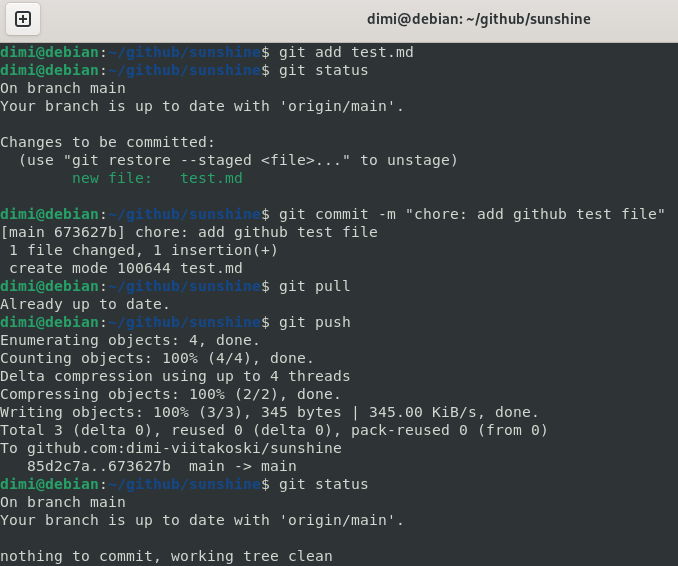 dimi@debian: ~/github/sunshine
dimi@debian:~/github/sunshine$ git add test.md
dimi@debian:~/github/sunshine$ git status
On branch main
Your branch is up to date with 'origin/main'.
Changes to be committed:
  (use "git restore --staged <file>..." to unstage)
        new file:   test.md
dimi@debian:~/github/sunshine$ git commit -m "chore: add github test file"
[main 673627b] chore: add github test file
 1 file changed, 1 insertion(+)
 create mode 100644 test.md
dimi@debian:~/github/sunshine$ git pull
Already up to date.
dimi@debian:~/github/sunshine$ git push
Enumerating objects: 4, done.
Counting objects: 100% (4/4), done.
Delta compression using up to 4 threads
Compressing objects: 100% (2/2), done.
Writing objects: 100% (3/3), 345 bytes | 345.00 KiB/s, done.
Total 3 (delta 0), reused 0 (delta 0), pack-reused 0 (from 0)
To github.com:dimi-viitakoski/sunshine
   85d2c7a..673627b  main -> main
dimi@debian:~/github/sunshine$ git status
On branch main
Your branch is up to date with 'origin/main'.
nothing to commit, working tree clean